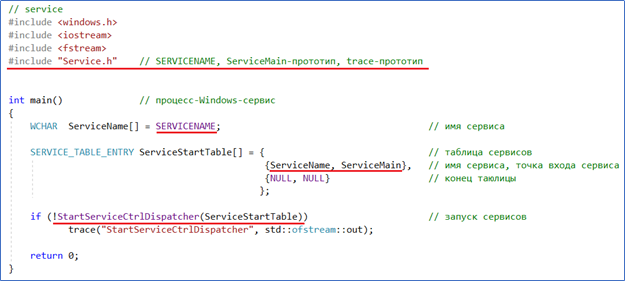 // service
#include <windows.h>
#include <iostream>
#include <fstream>
#include "Service.h" // SERVICENAME, ServiceMain-прототип, trace-прототип
int main() // процесс-Windows-сервис
{
WCHAR ServiceName[] = SERVICENAME; // имя сервиса
SERVICE_TABLE_ENTRY ServiceStartTable[] = { // таблица сервисов
{ServiceName, ServiceMain}, // имя сервиса, точка входа сервиса
{NULL, NULL} // конец таюлицы
};
if (!StartServiceCtrlDispatcher(ServiceStartTable)) // запуск сервисов
trace("StartServiceCtrlDispatcher", std::ofstream::out);
return 0;
}